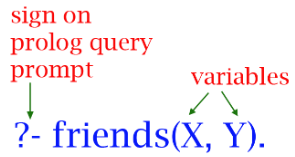 sign on
prolog query
prompt
variables
?- friends(X, Y).